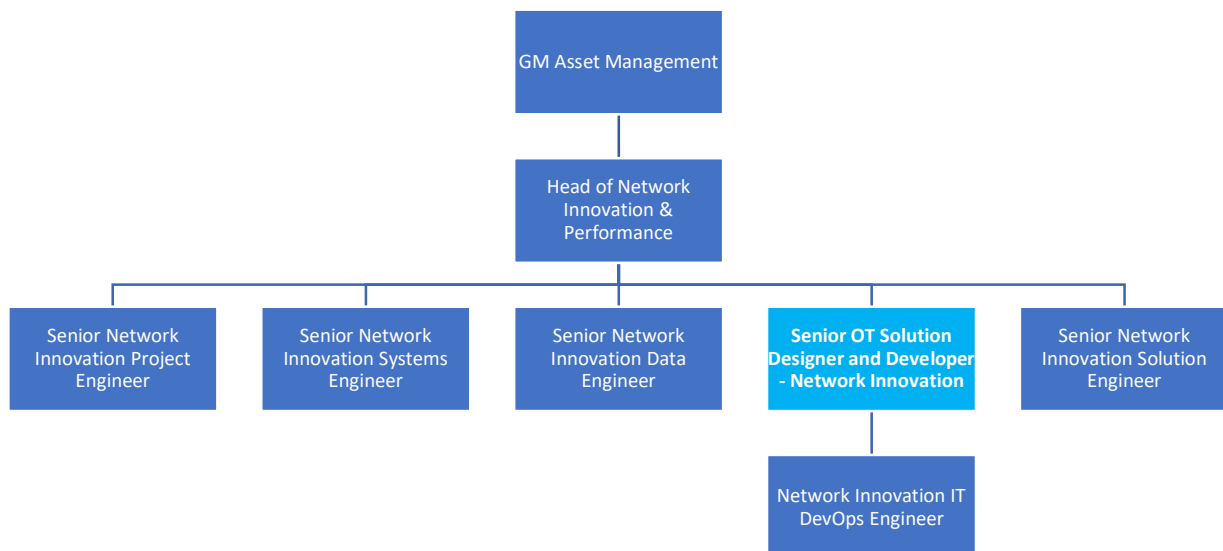 GM Asset Management
Head of Network
Innovation &
Performance
Senior Network
Innovation Project
Engineer
Senior Network
Innovation Systems
Engineer
Senior Network
Innovation Data
Engineer
Senior OT Solution
Designer and Developer
- Network Innovation
Senior Network
Innovation Solution
Engineer
Network Innovation IT
DevOps Engineer